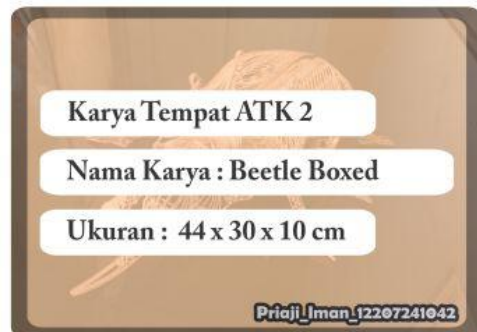 Karya Tempat ATK 2
Nama Karya : Beetle Boxed
Ukuran : 44 x 30 x 10 cm
Priaji_Iman_12207241042